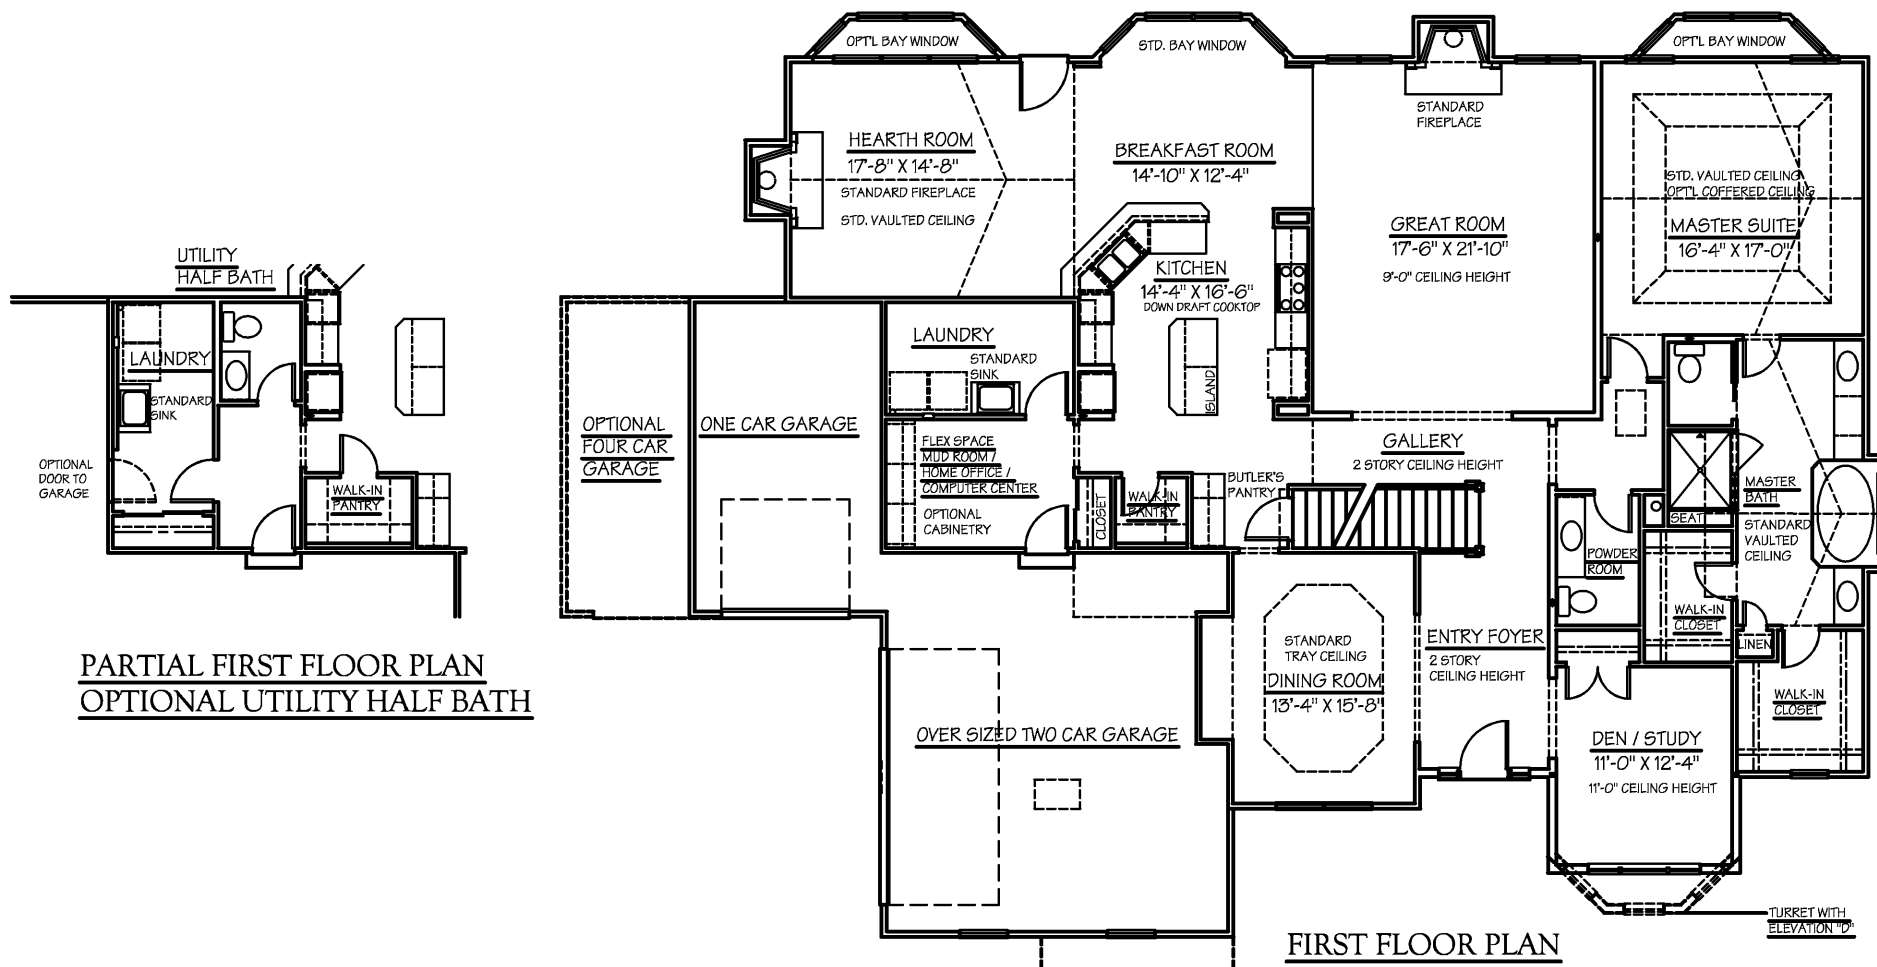 UTILITY
HALF BATH
LAUNDRY
STANDARD
SINK
OPTIONAL
DOOR TO
GARAGE
WALK-IN
PANTRY
PARTIAL FIRST FLOOR PLAN
OPTIONAL UTILITY HALF BATH
OPT'L BAY WINDOW
STD. BAY WINDOW
OPT'L BAY WINDOW
HEARTH ROOM
17'-8" X 14'-8"
STANDARD FIREPLACE
STD. VAULTED CEILING
BREAKFAST ROOM
14'-10" X 12'-4"
STANDARD
FIREPLACE
GREAT ROOM
17'-6" X 21'-10"
9'-0" CEILING HEIGHT
STD. VAULTED CEILING
OPT'L COFFERED CEILING
MASTER SUITE
16'-4" X 17'-0"
KITCHEN
14'-4" X 16'-6"
DOWN DRAFT COOKTOP
ISLAND
LAUNDRY
STANDARD
SINK
OPTIONAL
FOUR CAR
GARAGE
ONE CAR GARAGE
FLEX SPACE
MUD ROOM /
HOME OFFICE /
COMPUTER CENTER
OPTIONAL
CABINETRY
CLOSET
WALK-IN
PANTRY
BUTLER'S
PANTRY
GALLERY
2 STORY CEILING HEIGHT
MASTER
BATH
SEAT
STANDARD
VAULTED
CEILING
POWDER
ROOM
WALK-IN
CLOSET
LINEN
WALK-IN
CLOSET
STANDARD
TRAY CEILING
DINING ROOM
13'-4" X 15'-8"
ENTRY FOYER
2 STORY
CEILING HEIGHT
OVER SIZED TWO CAR GARAGE
DEN / STUDY
11'-0" X 12'-4"
11'-0" CEILING HEIGHT
TURRET WITH
ELEVATION "D"
FIRST FLOOR PLAN